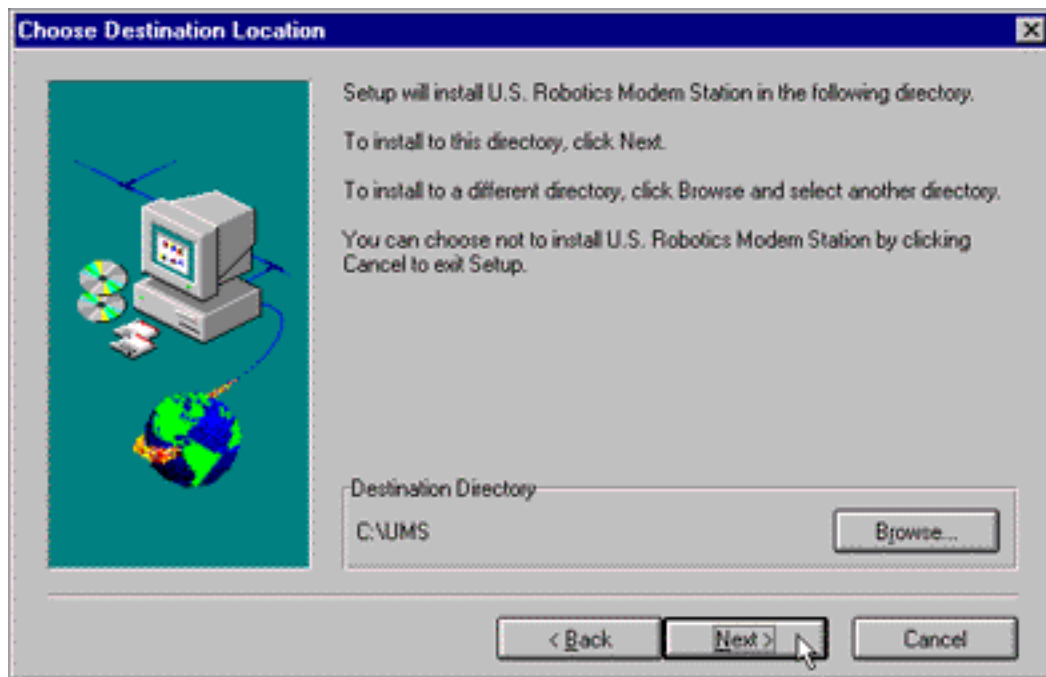 Choose Destination Location
Setup will install U.S. Robotics Modem Station in the following directory.
To install to this directory, click Next.
To install to a different directory, click Browse and select another directory.
You can choose not to install U.S. Robotics Modem Station by clicking
Cancel to exit Setup.
Destination Directory
C:\UMS
Browse...
< Back
Next >
Cancel